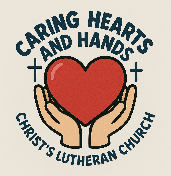 CARING HEARTS
AND HANDS
CHRIST'S LUTHERAN CHURCH